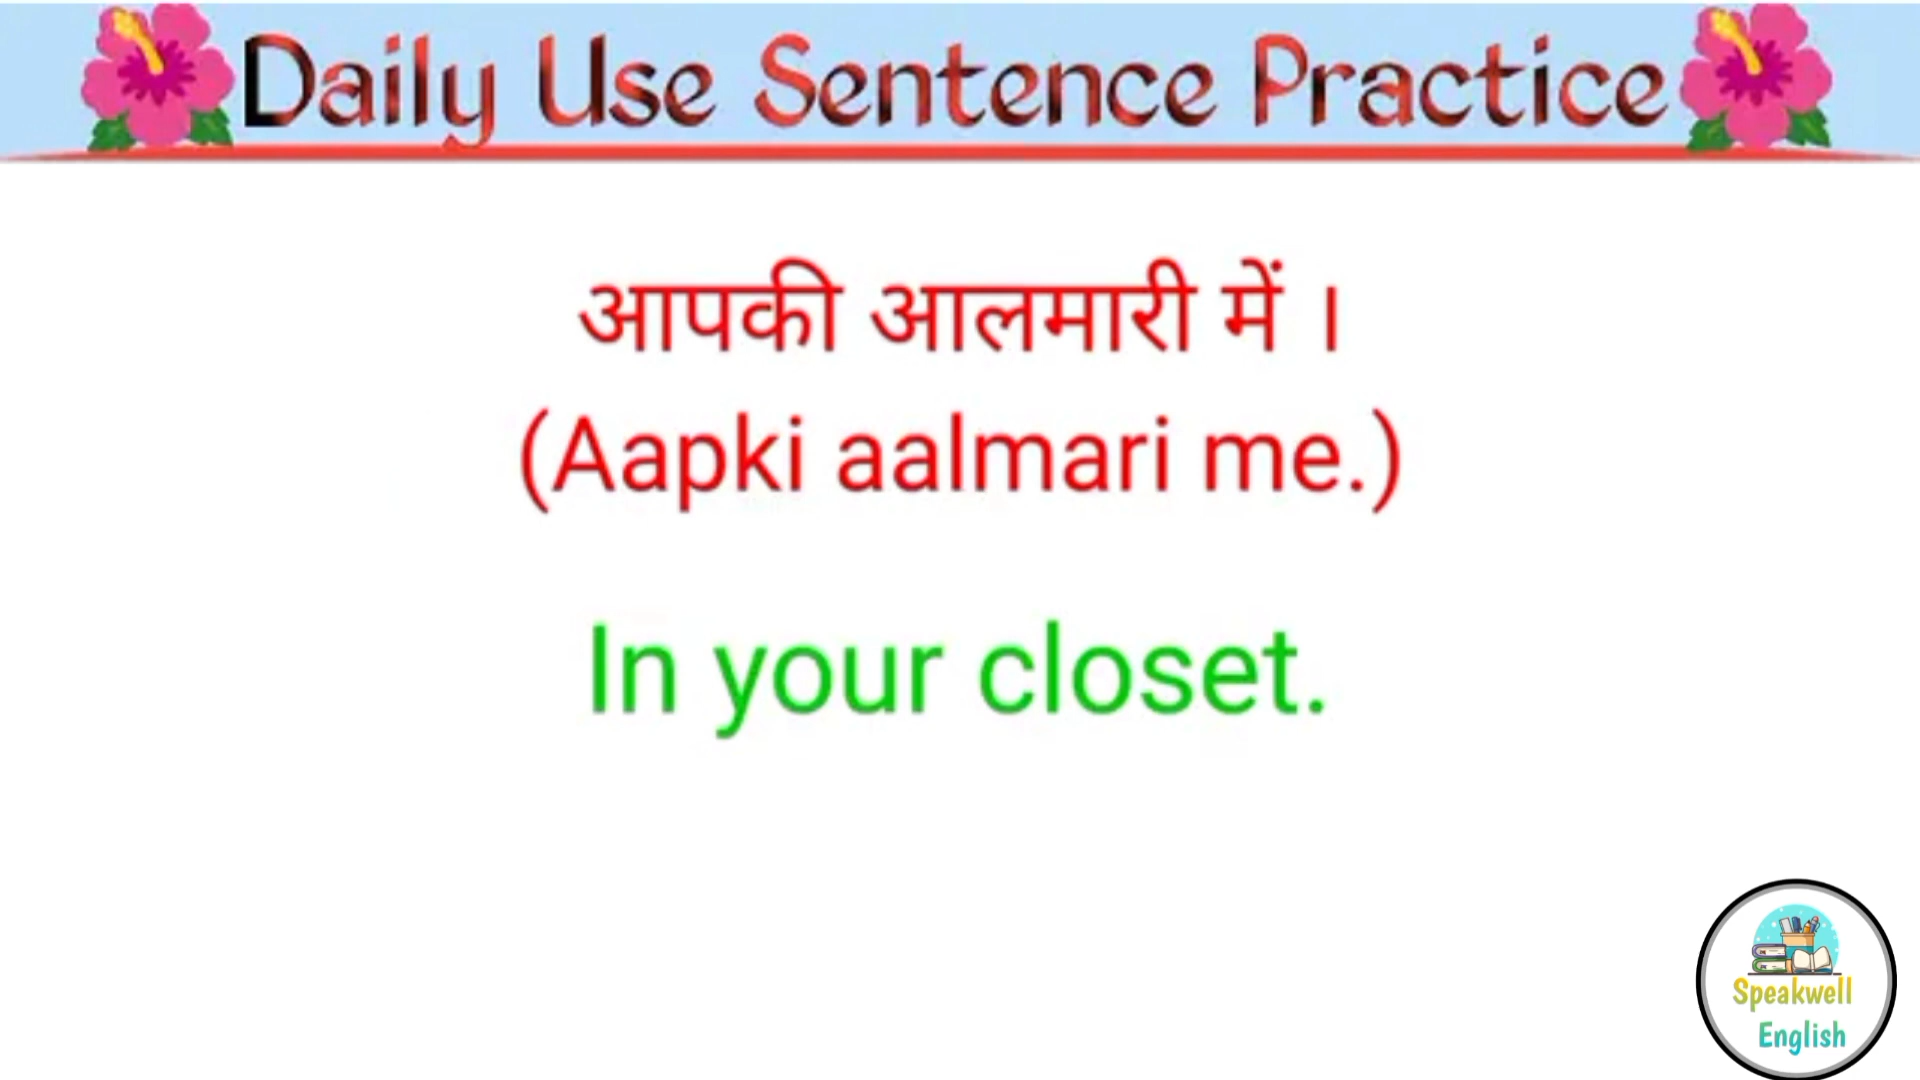 Daily Use Sentence Practice
आपकी आलमारी में ।
(Aapki aalmari me.)
In your closet.
Speakwell
English